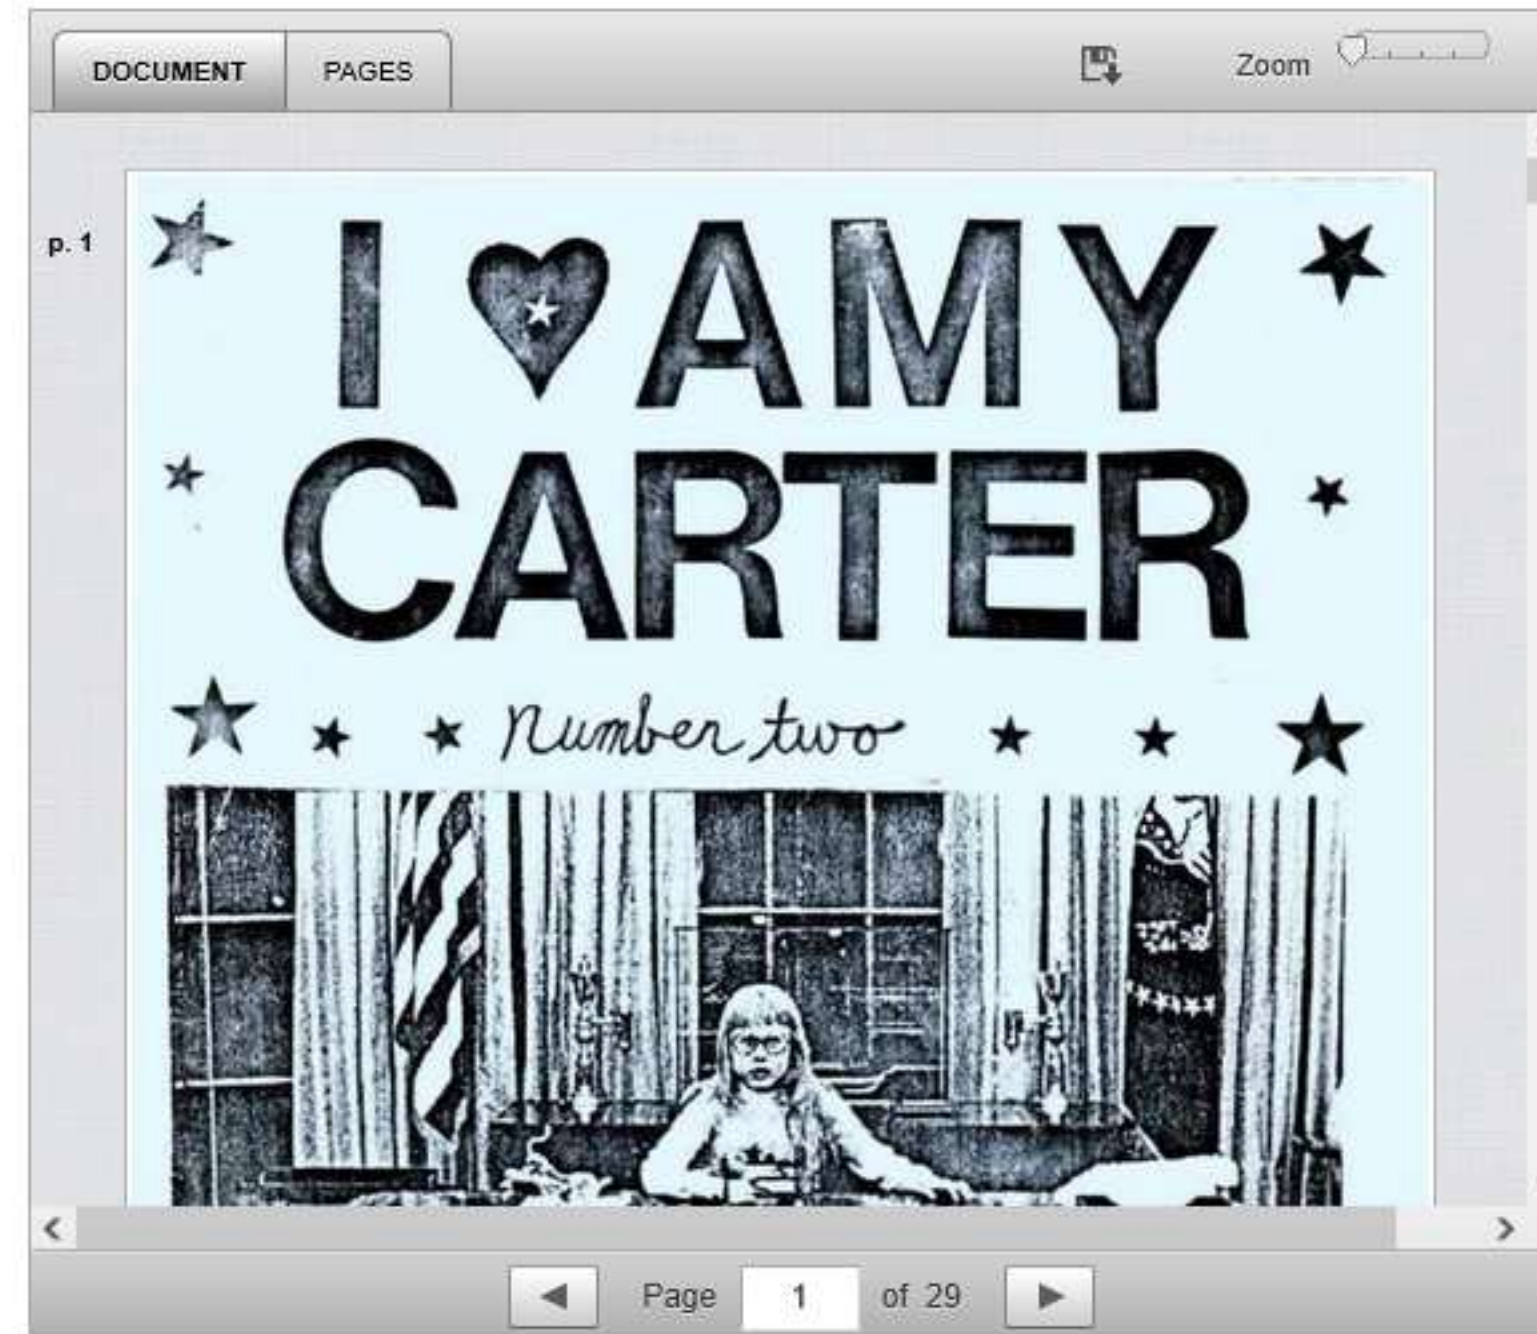 DOCUMENT PAGES Zoom
p. 1
I ♥ AMY
CARTER
number two
Page 1 of 29